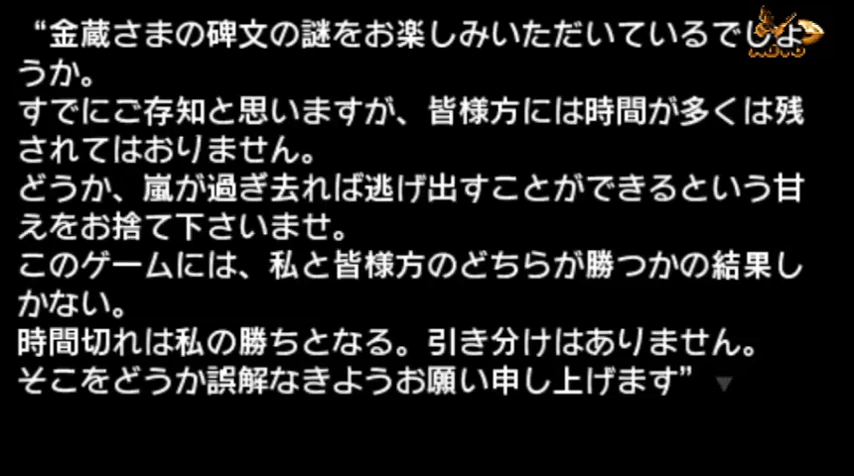 “金蔵さまの碑文の謎をお楽しみいただいているでしょ
うか。
すでにご存知と思いますが、皆様方には時間が多くは残
されてはおりません。
どうか、嵐が過ぎ去れば逃げ出すことができるという甘
えをお捨て下さいませ。
このゲームには、私と皆様方のどちらが勝つかの結果し
かない。
時間切れは私の勝ちとなる。引き分けはありません。
そこをどうか誤解なきようお願い申し上げます”